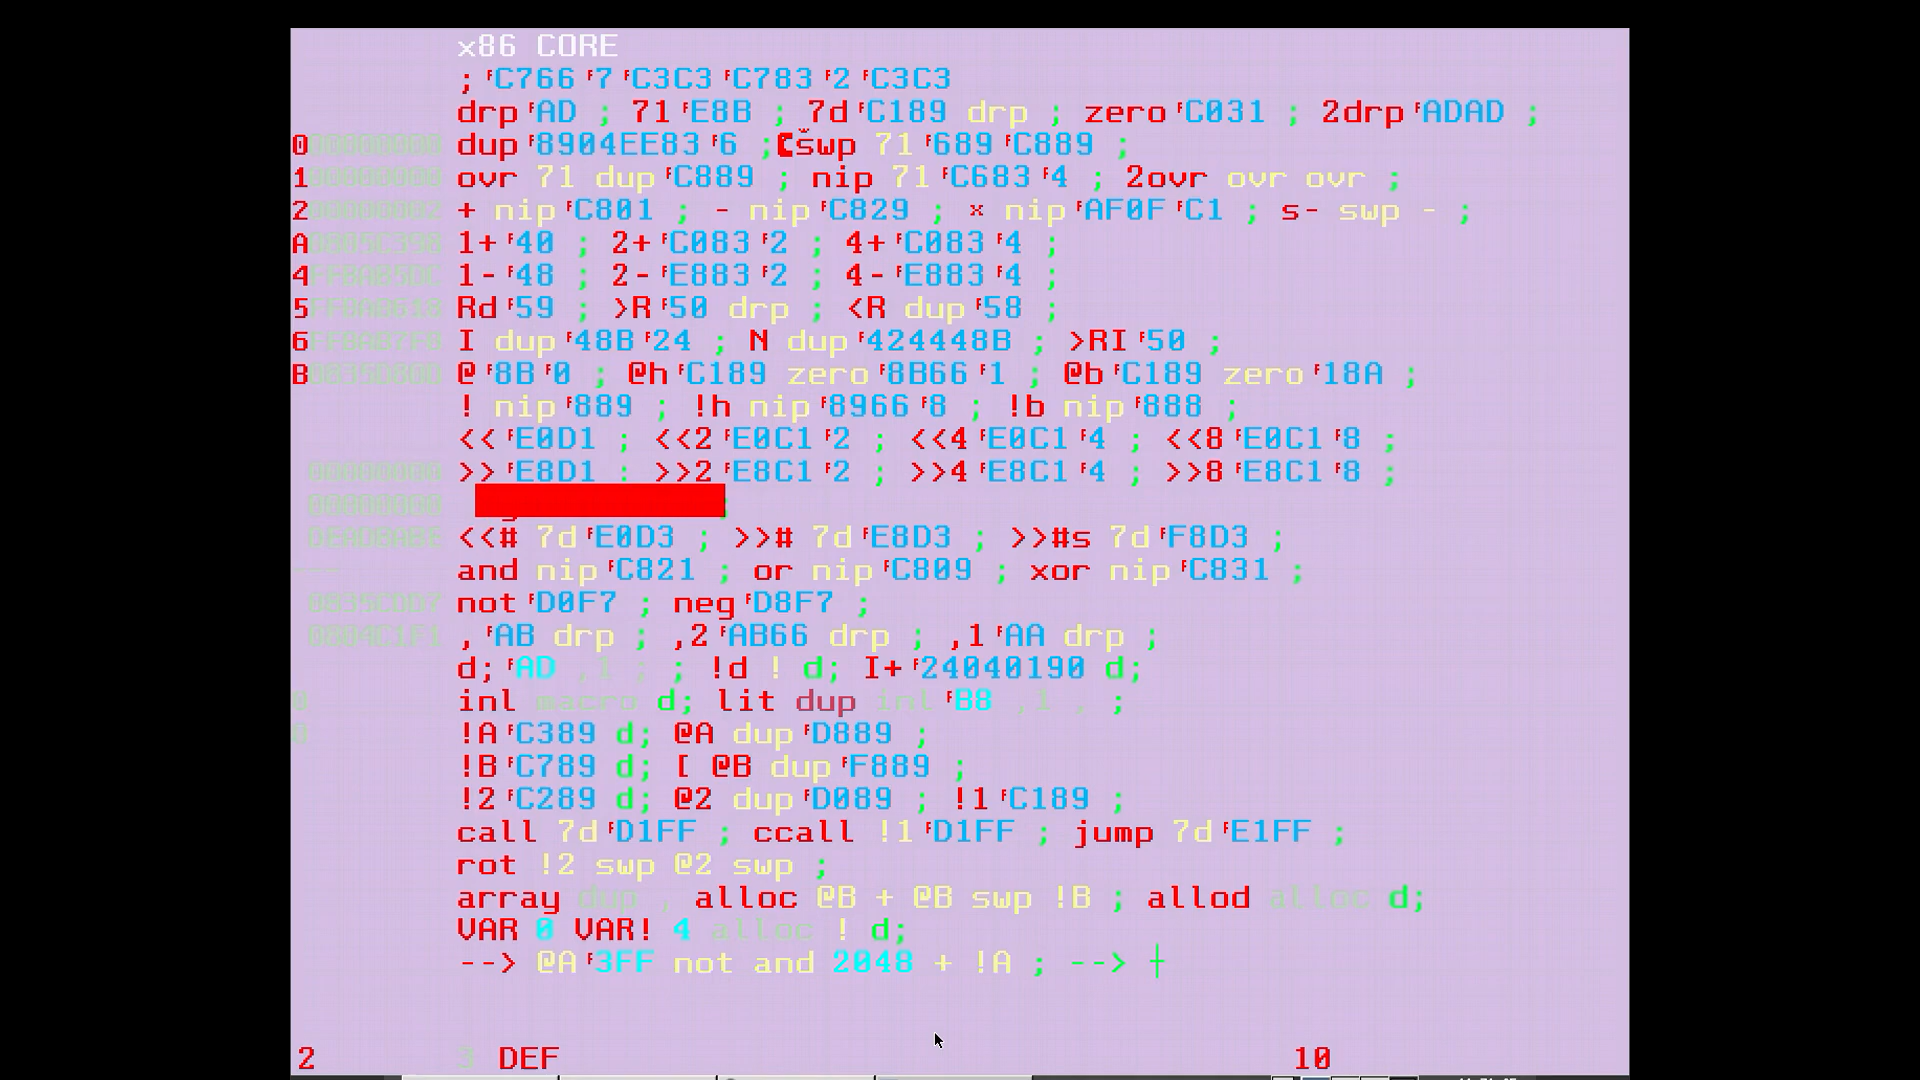 x86 CORE
; 'C766 '7 'C3C3 'C783 '2 'C3C3
drp 'AD ; 71 'E8B ; 7d 'C189 drp ; zero 'C031 ; 2drp 'ADAD ;
0 dup '8904EE83 '6 ; swp 71 '689 'C889 ;
1 ovr 71 dup 'C889 ; nip 71 'C683 '4 ; 2ovr ovr ovr ;
2 + nip 'C801 ; - nip 'C829 ; × nip 'AF0F 'C1 ; s- swp - ;
A 1+ '40 ; 2+ 'C083 '2 ; 4+ 'C083 '4 ;
4 1- '48 ; 2- 'E883 '2 ; 4- 'E883 '4 ;
5 Rd '59 ; >R '50 drp ; <R dup '58 ;
6 I dup '48B '24 ; N dup '424448B ; >RI '50 ;
B @ '8B '0 ; @h 'C189 zero '8B66 '1 ; @b 'C189 zero '18A ;
! nip '889 ; !h nip '8966 '8 ; !b nip '888 ;
<< 'E0D1 ; <<2 'E0C1 '2 ; <<4 'E0C1 '4 ; <<8 'E0C1 '8 ;
>> 'E8D1 ; >>2 'E8C1 '2 ; >>4 'E8C1 '4 ; >>8 'E8C1 '8 ;
<<# 7d 'E0D3 ; >># 7d 'E8D3 ; >>#s 7d 'F8D3 ;
and nip 'C821 ; or nip 'C809 ; xor nip 'C831 ;
not 'D0F7 ; neg 'D8F7 ;
, 'AB drp ; ,2 'AB66 drp ; ,1 'AA drp ;
d; 'AD ,1 ; ; !d ! d; I+ '24040190 d;
inl macro d; lit dup inl 'B8 ,1 , ;
!A 'C389 d; @A dup 'D889 ;
!B 'C789 d; [ @B dup 'F889 ;
!2 'C289 d; @2 dup 'D089 ; !1 'C189 ;
call 7d 'D1FF ; ccall !1 'D1FF ; jump 7d 'E1FF ;
rot !2 swp @2 swp ;
array dup , alloc @B + @B swp !B ; allod alloc d;
VAR 0 VAR! 4 alloc ! d;
--> @A '3FF not and 2048 + !A ; -->
2 3 DEF 10